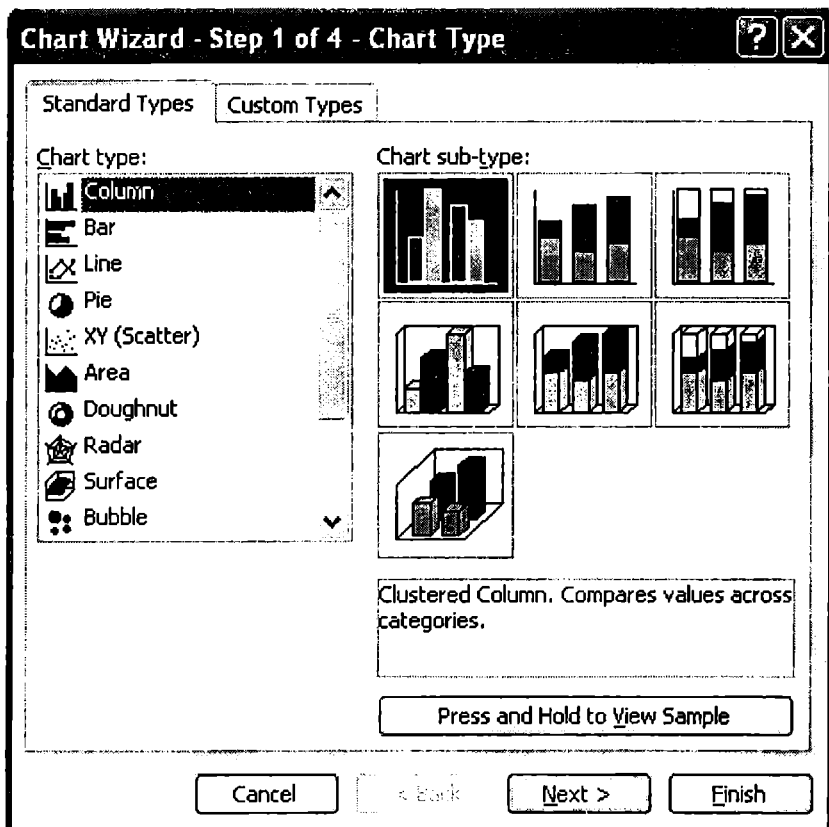 Chart Wizard - Step 1 of 4 - Chart Type
Standard Types
Custom Types
Chart type:
Column
Bar
Line
Pie
XY (Scatter)
Area
Doughnut
Radar
Surface
Bubble
Chart sub-type:
Clustered Column. Compares values across
categories.
Press and Hold to View Sample
Cancel
< Back
Next >
Finish